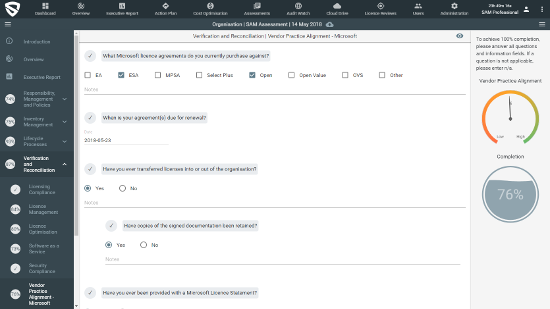 Dashboard
Overview
Executive Report
Action Plan
Cost Optimisation
Assessments
Audit Watch
Cloud Drive
Licence Reviews
Users
Administration
SAM Professional
Organisation | SAM Assessment | 14 May 2018
Introduction
Overview
Executive Report
Responsibility, Management and Policies
Inventory Management
Lifecycle Processes
Verification and Reconciliation
Licensing Compliance
Licence Management
Licence Optimisation
Software as a Service
Security Compliance
Vendor Practice Alignment - Microsoft
Verification and Reconciliation | Vendor Practice Alignment - Microsoft
What Microsoft licence agreements do you currently purchase against?
EA ESA MPSA Select Plus Open Open Value CVS Other
Notes
When is your agreement(s) due for renewal?
2018-05-23
Have you ever transferred licenses into or out of the organisation?
Yes No
Notes
Have copies of the signed documentation been retained?
Yes No
Notes
Have you ever been provided with a Microsoft Licence Statement?
To achieve 100% completion, please answer all questions and information fields. If a question is not applicable, please enter n/a.
Vendor Practice Alignment
Low High
Completion
76%